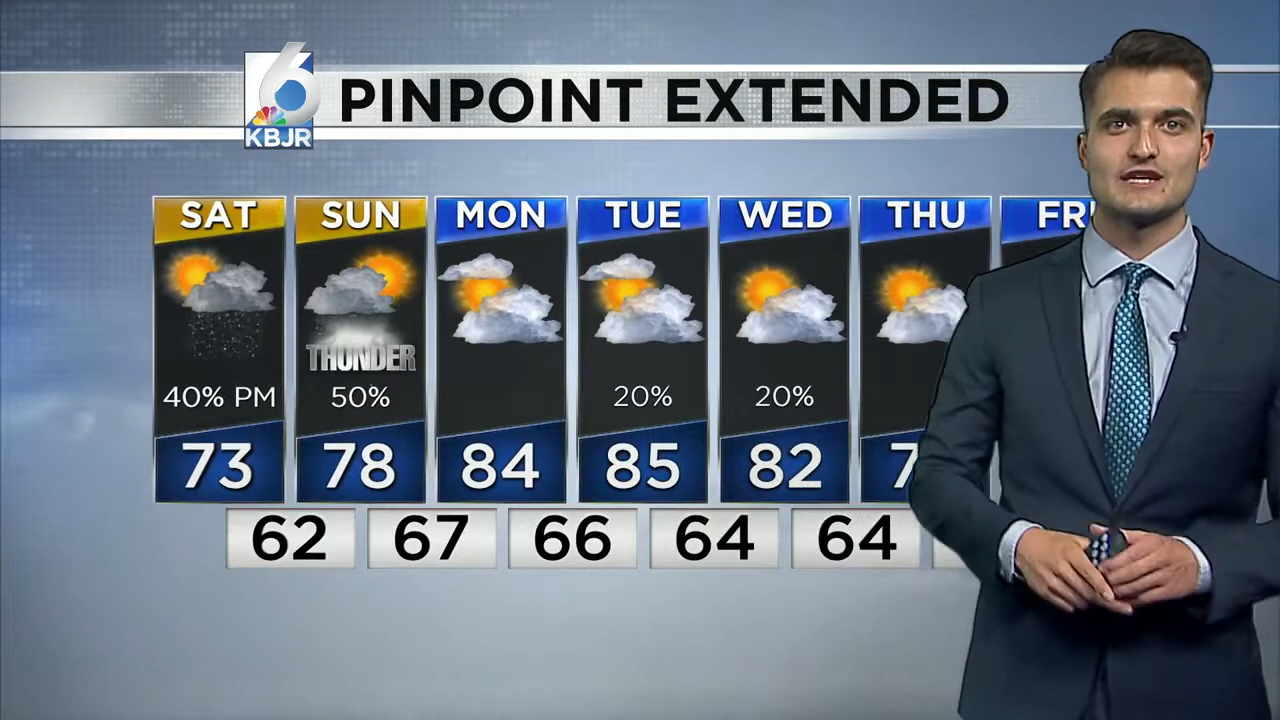 6
KBJR
PINPOINT EXTENDED
SAT SUN MON TUE WED THU
THUNDER
40% PM 50% 20% 20%
73 78 84 85 82
62 67 66 64 64